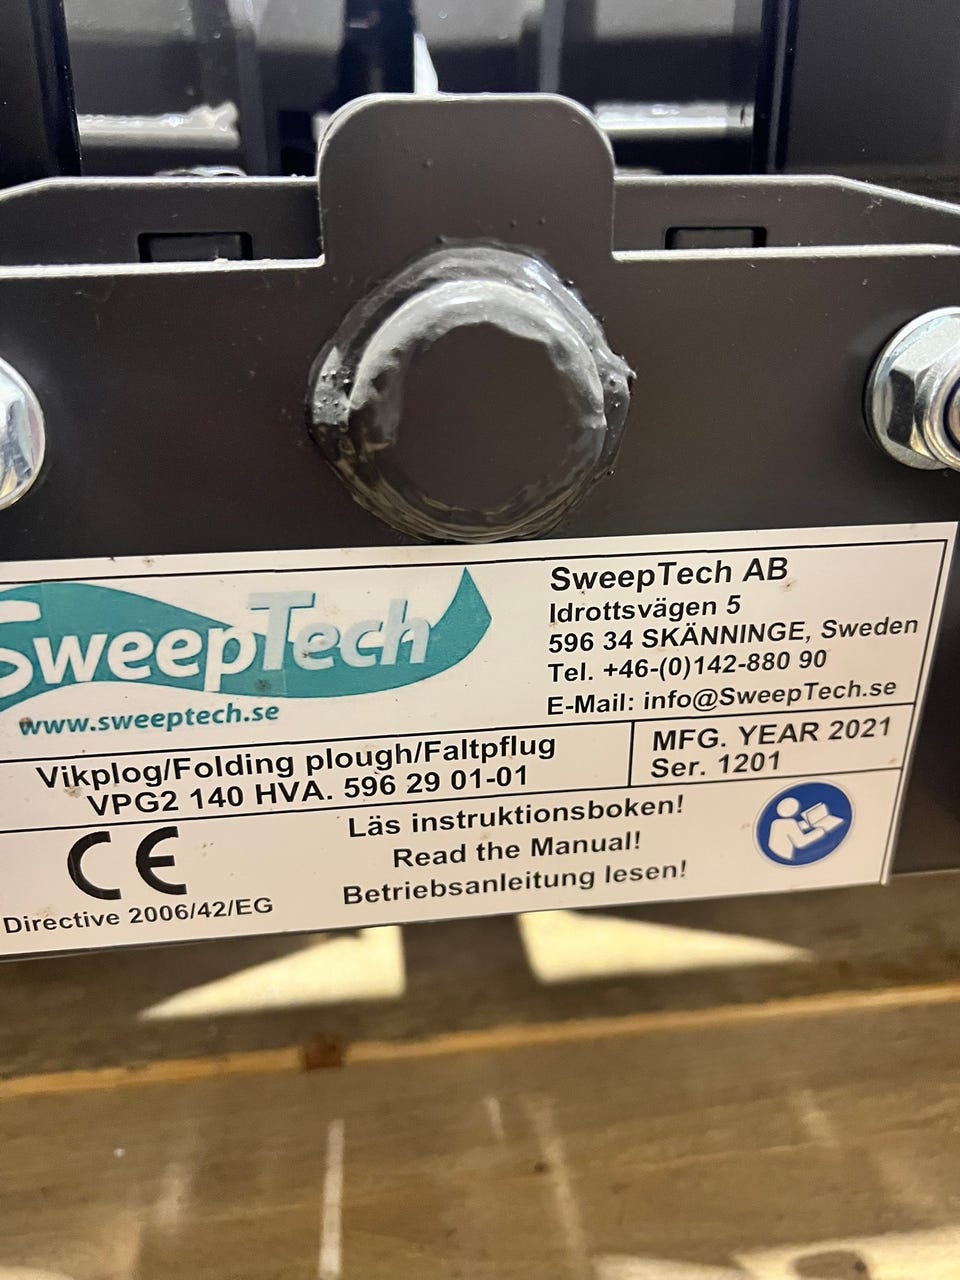 SweepTech
www.sweeptech.se
SweepTech AB
Idrottsvägen 5
596 34 SKÄNNINGE, Sweden
Tel. +46-(0)142-880 90
E-Mail: info@SweepTech.se
Vikplog/Folding plough/Faltpflug
VPG2 140 HVA. 596 29 01-01
MFG. YEAR 2021
Ser. 1201
CE
Directive 2006/42/EG
Läs instruktionsboken!
Read the Manual!
Betriebsanleitung lesen!